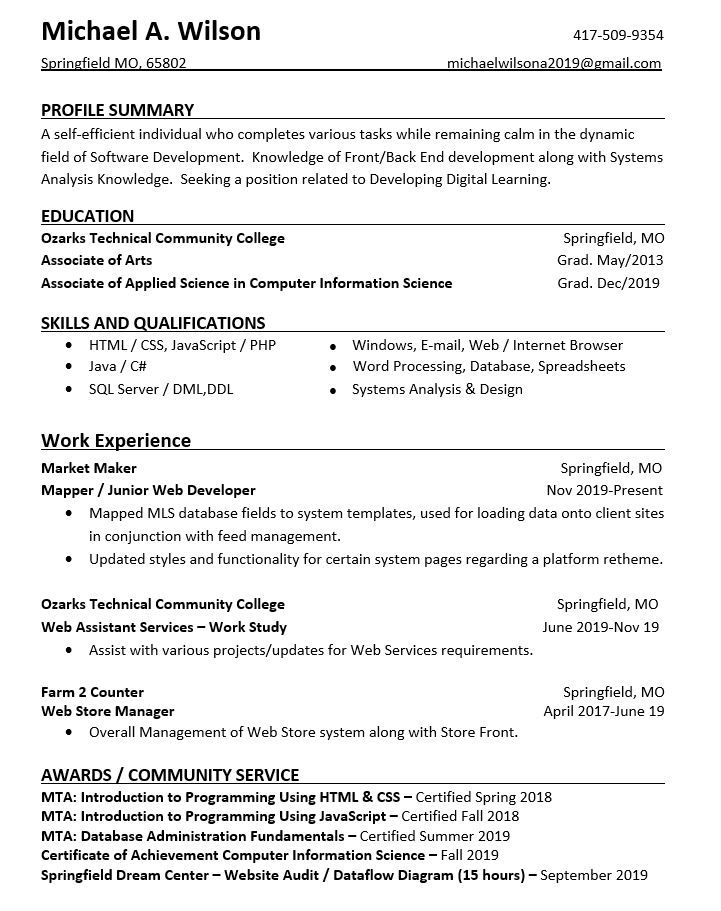 Michael A. Wilson 417-509-9354
Springfield MO, 65802 michaelwilsona2019@gmail.com
PROFILE SUMMARY
A self-efficient individual who completes various tasks while remaining calm in the dynamic
field of Software Development. Knowledge of Front/Back End development along with Systems
Analysis Knowledge. Seeking a position related to Developing Digital Learning.
EDUCATION
Ozarks Technical Community College Springfield, MO
Associate of Arts Grad. May/2013
Associate of Applied Science in Computer Information Science Grad. Dec/2019
SKILLS AND QUALIFICATIONS
• HTML / CSS, JavaScript / PHP • Windows, E-mail, Web / Internet Browser
• Java / C# • Word Processing, Database, Spreadsheets
• SQL Server / DML,DDL • Systems Analysis & Design
Work Experience
Market Maker Springfield, MO
Mapper / Junior Web Developer Nov 2019-Present
• Mapped MLS database fields to system templates, used for loading data onto client sites
in conjunction with feed management.
• Updated styles and functionality for certain system pages regarding a platform retheme.
Ozarks Technical Community College Springfield, MO
Web Assistant Services – Work Study June 2019-Nov 19
• Assist with various projects/updates for Web Services requirements.
Farm 2 Counter Springfield, MO
Web Store Manager April 2017-June 19
• Overall Management of Web Store system along with Store Front.
AWARDS / COMMUNITY SERVICE
MTA: Introduction to Programming Using HTML & CSS – Certified Spring 2018
MTA: Introduction to Programming Using JavaScript – Certified Fall 2018
MTA: Database Administration Fundamentals – Certified Summer 2019
Certificate of Achievement Computer Information Science – Fall 2019
Springfield Dream Center – Website Audit / Dataflow Diagram (15 hours) – September 2019